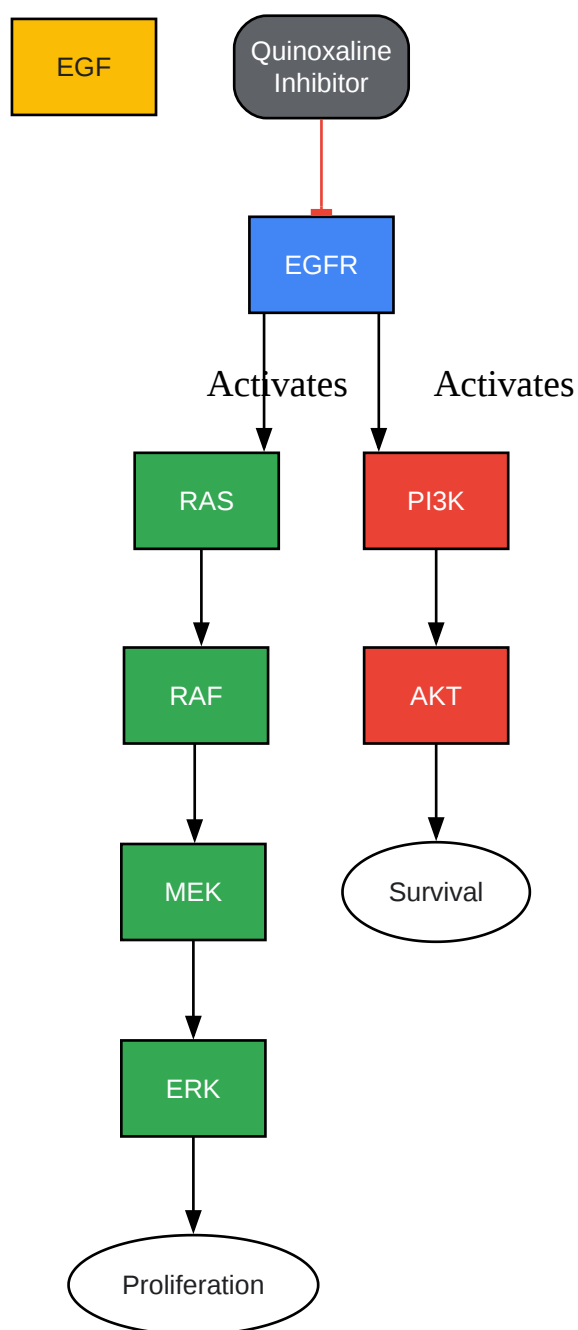 EGF
Quinoxaline
Inhibitor
EGFR
Activates
Activates
RAS
PI3K
RAF
AKT
MEK
Survival
ERK
Proliferation